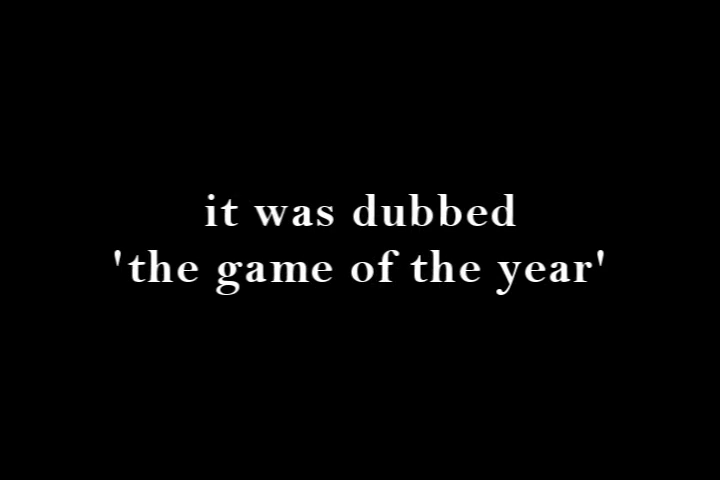 it was dubbed
'the game of the year'